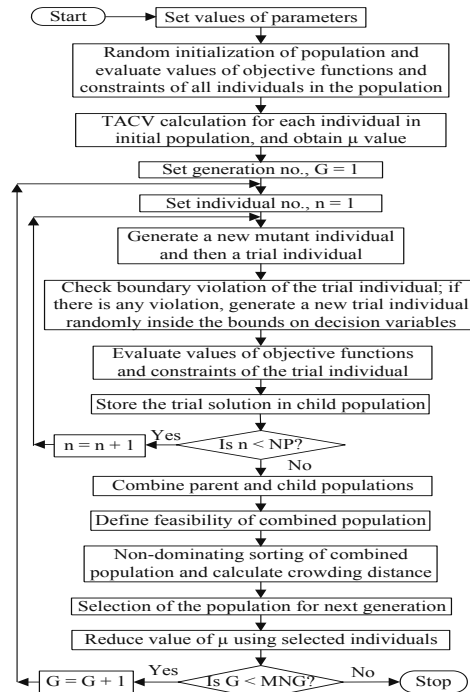 Start
Set values of parameters
Random initialization of population and
evaluate values of objective functions and
constraints of all individuals in the population
TACV calculation for each individual in
initial population, and obtain μ value
Set generation no., G = 1
Set individual no., n = 1
Generate a new mutant individual
and then a trial individual
Check boundary violation of the trial individual; if
there is any violation, generate a new trial individual
randomly inside the bounds on decision variables
Evaluate values of objective functions
and constraints of the trial individual
Store the trial solution in child population
n = n + 1
Yes
Is n < NP?
No
Combine parent and child populations
Define feasibility of combined population
Non-dominating sorting of combined
population and calculate crowding distance
Selection of the population for next generation
Reduce value of μ using selected individuals
G = G + 1
Yes
Is G < MNG?
No
Stop